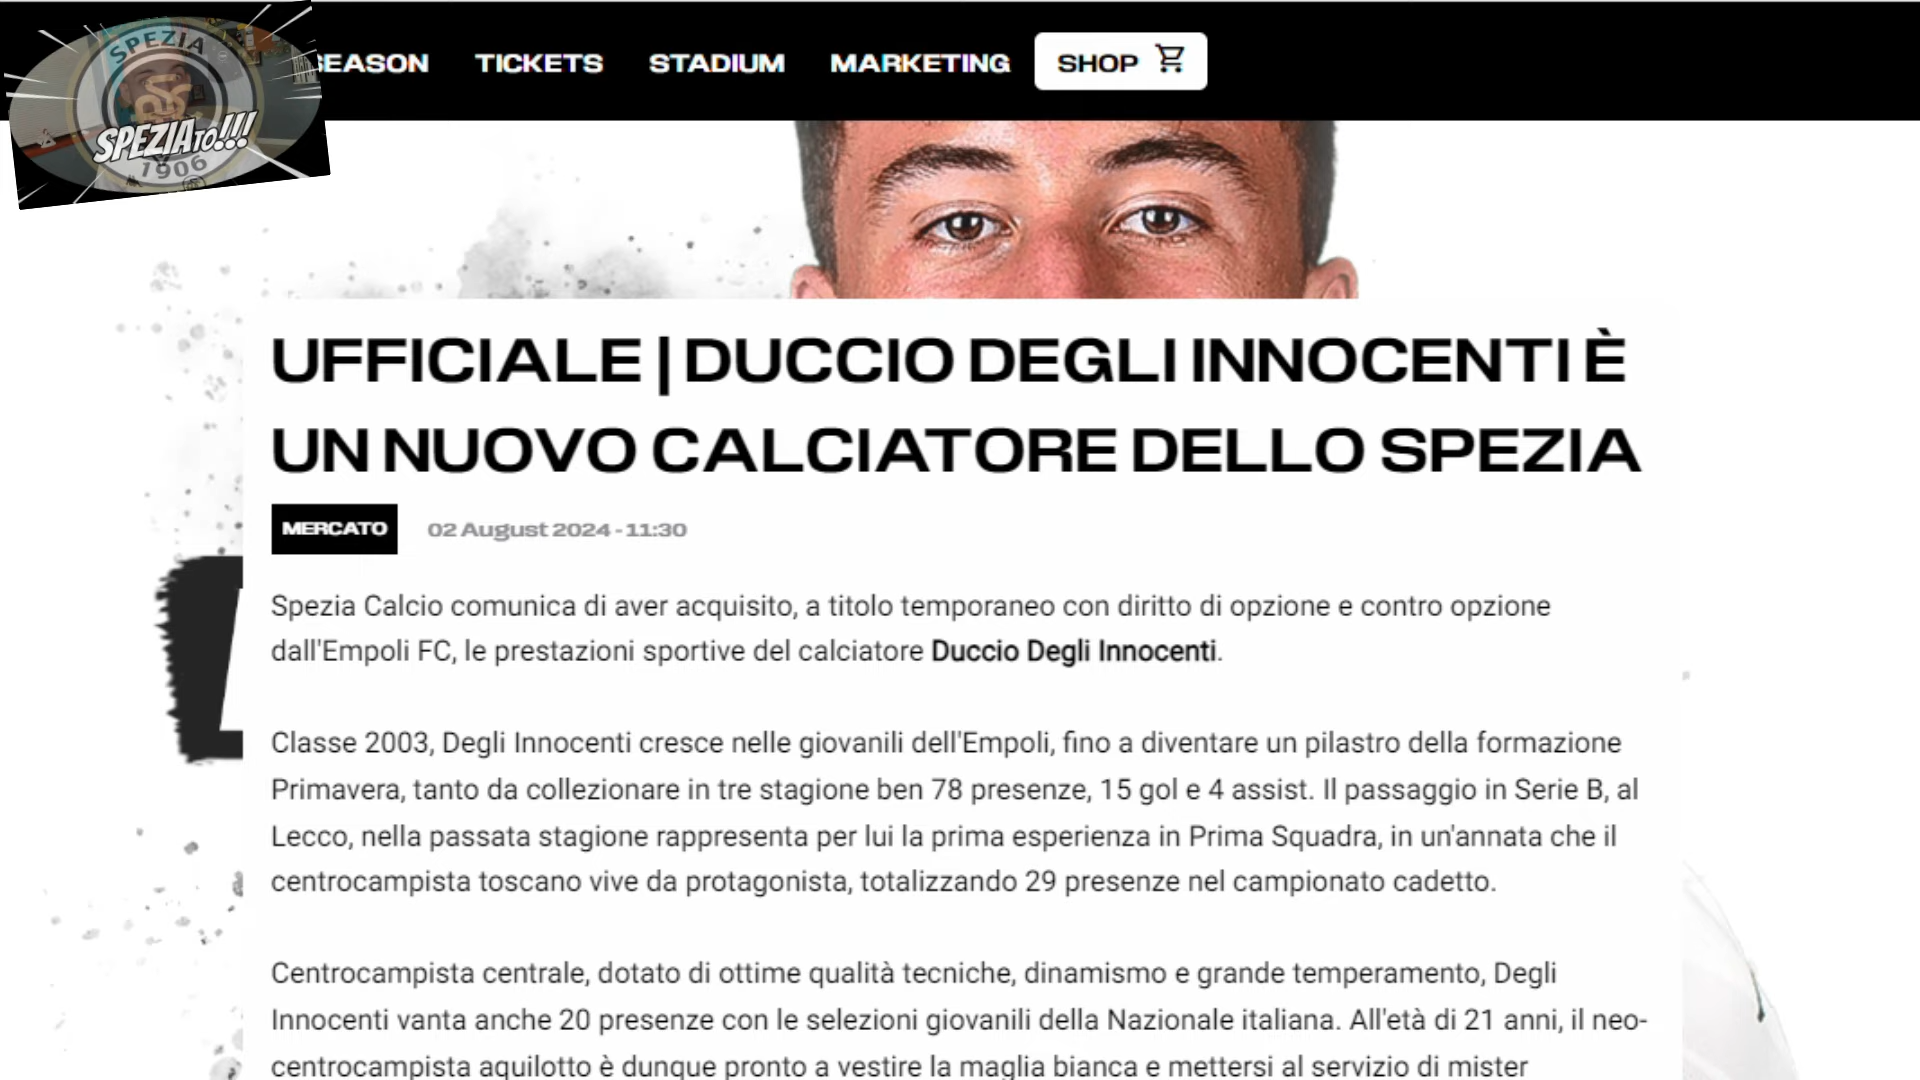 SPEZIA
SPEZIATO!!!
1906
SEASON TICKETS STADIUM MARKETING SHOP
UFFICIALE | DUCCIO DEGLI INNOCENTI È
UN NUOVO CALCIATORE DELLO SPEZIA
MERCATO 02 August 2024 - 11:30
Spezia Calcio comunica di aver acquisito, a titolo temporaneo con diritto di opzione e contro opzione
dall'Empoli FC, le prestazioni sportive del calciatore Duccio Degli Innocenti.
Classe 2003, Degli Innocenti cresce nelle giovanili dell'Empoli, fino a diventare un pilastro della formazione
Primavera, tanto da collezionare in tre stagione ben 78 presenze, 15 gol e 4 assist. Il passaggio in Serie B, al
Lecco, nella passata stagione rappresenta per lui la prima esperienza in Prima Squadra, in un'annata che il
centrocampista toscano vive da protagonista, totalizzando 29 presenze nel campionato cadetto.
Centrocampista centrale, dotato di ottime qualità tecniche, dinamismo e grande temperamento, Degli
Innocenti vanta anche 20 presenze con le selezioni giovanili della Nazionale italiana. All'età di 21 anni, il neo-
centrocampista aquilotto è dunque pronto a vestire la maglia bianca e mettersi al servizio di mister